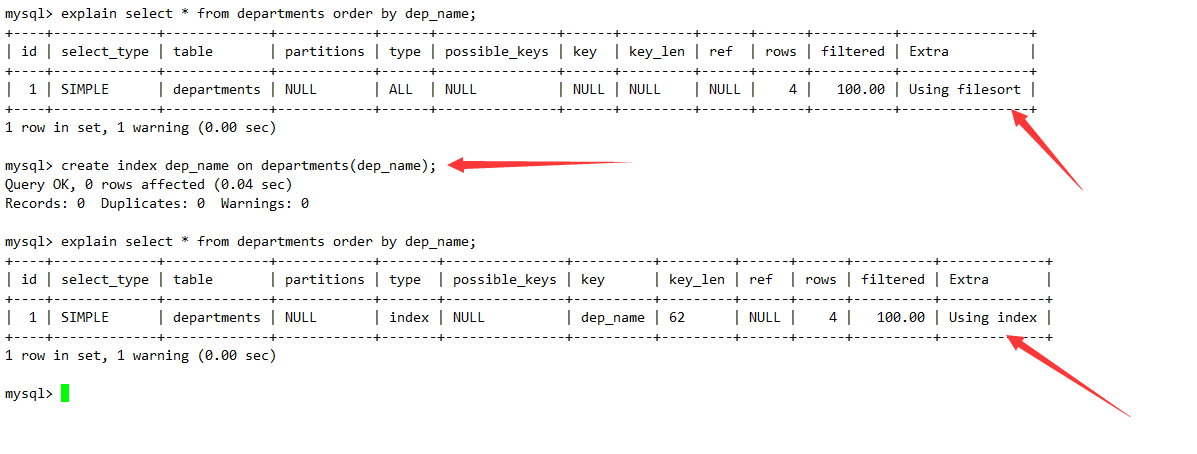 mysql> explain select * from departments order by dep_name;
+----+-------------+-------------+------------+------+---------------+------+---------+------+------+----------+----------------+
| id | select_type | table       | partitions | type | possible_keys | key  | key_len | ref  | rows | filtered | Extra          |
+----+-------------+-------------+------------+------+---------------+------+---------+------+------+----------+----------------+
|  1 | SIMPLE      | departments | NULL       | ALL  | NULL          | NULL | NULL    | NULL |    4 |   100.00 | Using filesort |
+----+-------------+-------------+------------+------+---------------+------+---------+------+------+----------+----------------+
1 row in set, 1 warning (0.00 sec)
mysql> create index dep_name on departments(dep_name);
Query OK, 0 rows affected (0.04 sec)
Records: 0  Duplicates: 0  Warnings: 0
mysql> explain select * from departments order by dep_name;
+----+-------------+-------------+------------+-------+---------------+----------+---------+------+------+----------+-------------+
| id | select_type | table       | partitions | type  | possible_keys | key      | key_len | ref  | rows | filtered | Extra       |
+----+-------------+-------------+------------+-------+---------------+----------+---------+------+------+----------+-------------+
|  1 | SIMPLE      | departments | NULL       | index | NULL          | dep_name | 62      | NULL |    4 |   100.00 | Using index |
+----+-------------+-------------+------------+-------+---------------+----------+---------+------+------+----------+-------------+
1 row in set, 1 warning (0.00 sec)
mysql>